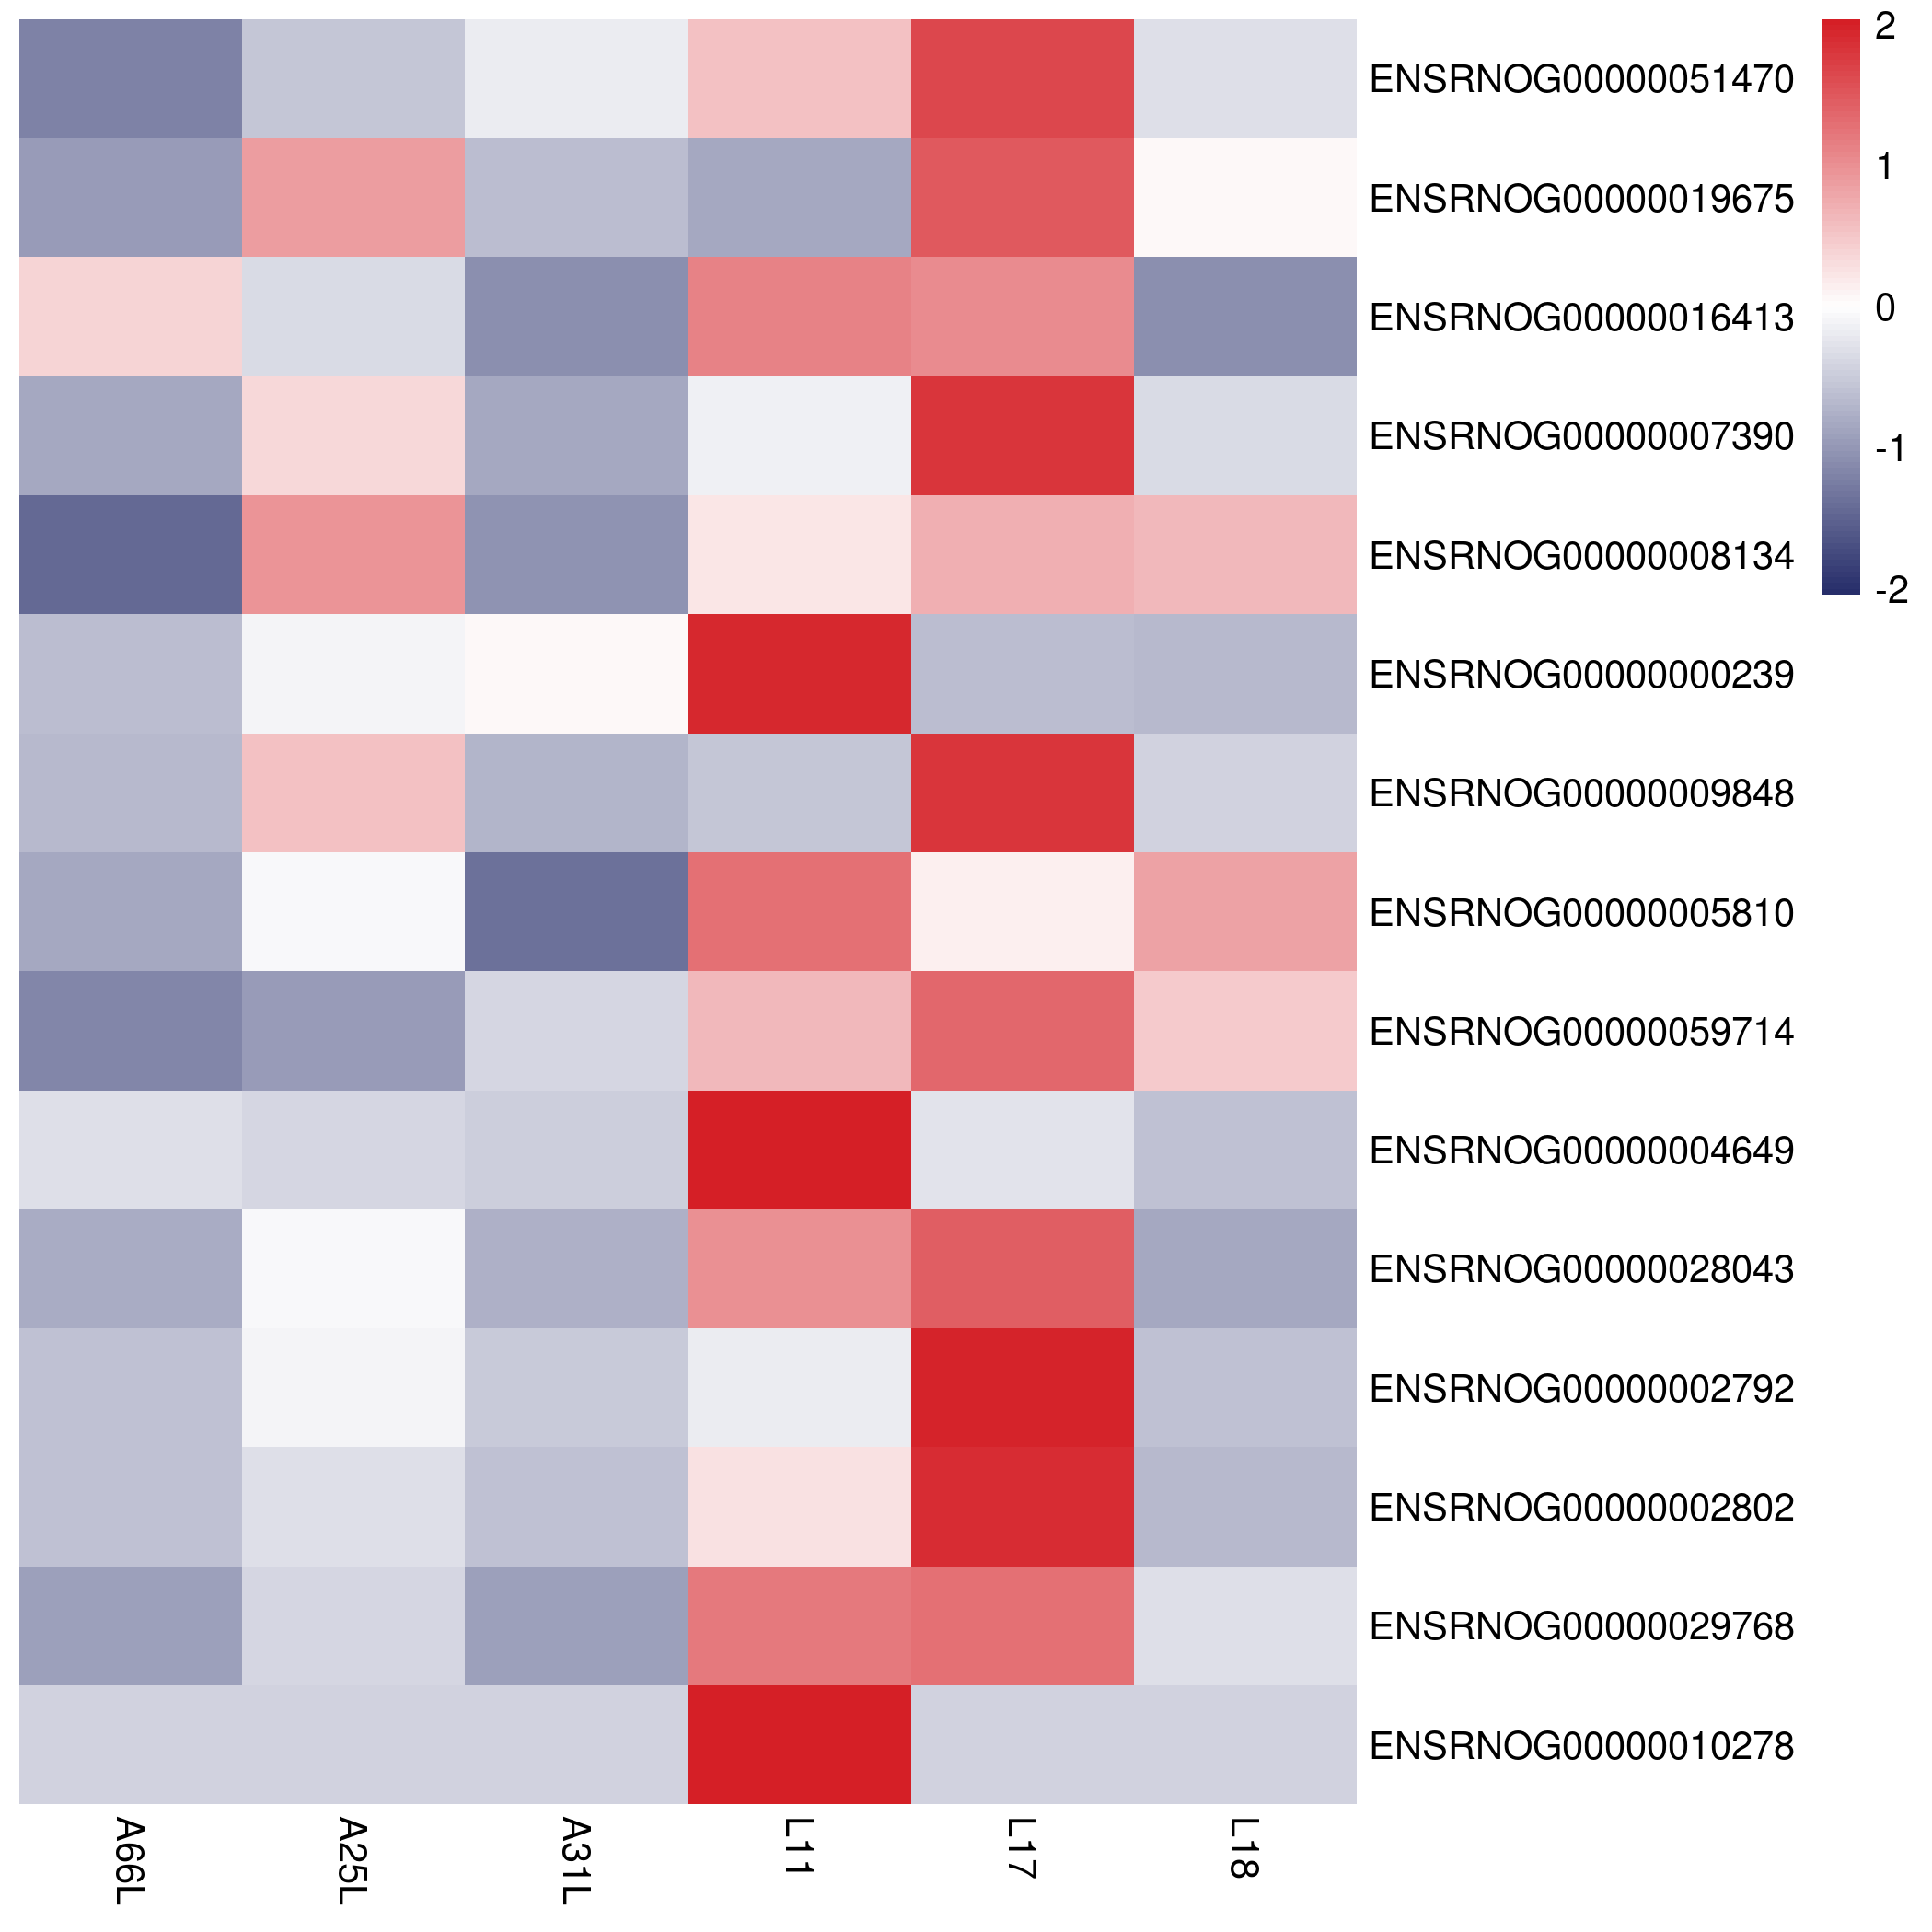 ENSRNOG00000051470
ENSRNOG00000019675
ENSRNOG00000016413
ENSRNOG00000007390
ENSRNOG00000008134
ENSRNOG00000000239
ENSRNOG00000009848
ENSRNOG00000005810
ENSRNOG00000059714
ENSRNOG00000004649
ENSRNOG00000028043
ENSRNOG00000002792
ENSRNOG00000002802
ENSRNOG00000029768
ENSRNOG00000010278
2
1
0
-1
-2
A66L
A25L
A31L
L11
L17
L18